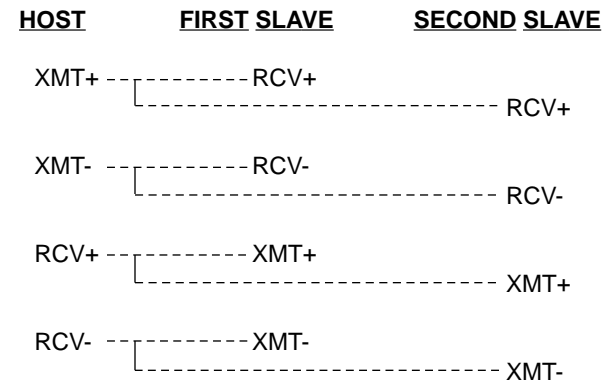 HOST FIRST SLAVE SECOND SLAVE
XMT+ RCV+
RCV+
XMT- RCV-
RCV-
RCV+ XMT+
XMT+
RCV- XMT-
XMT-